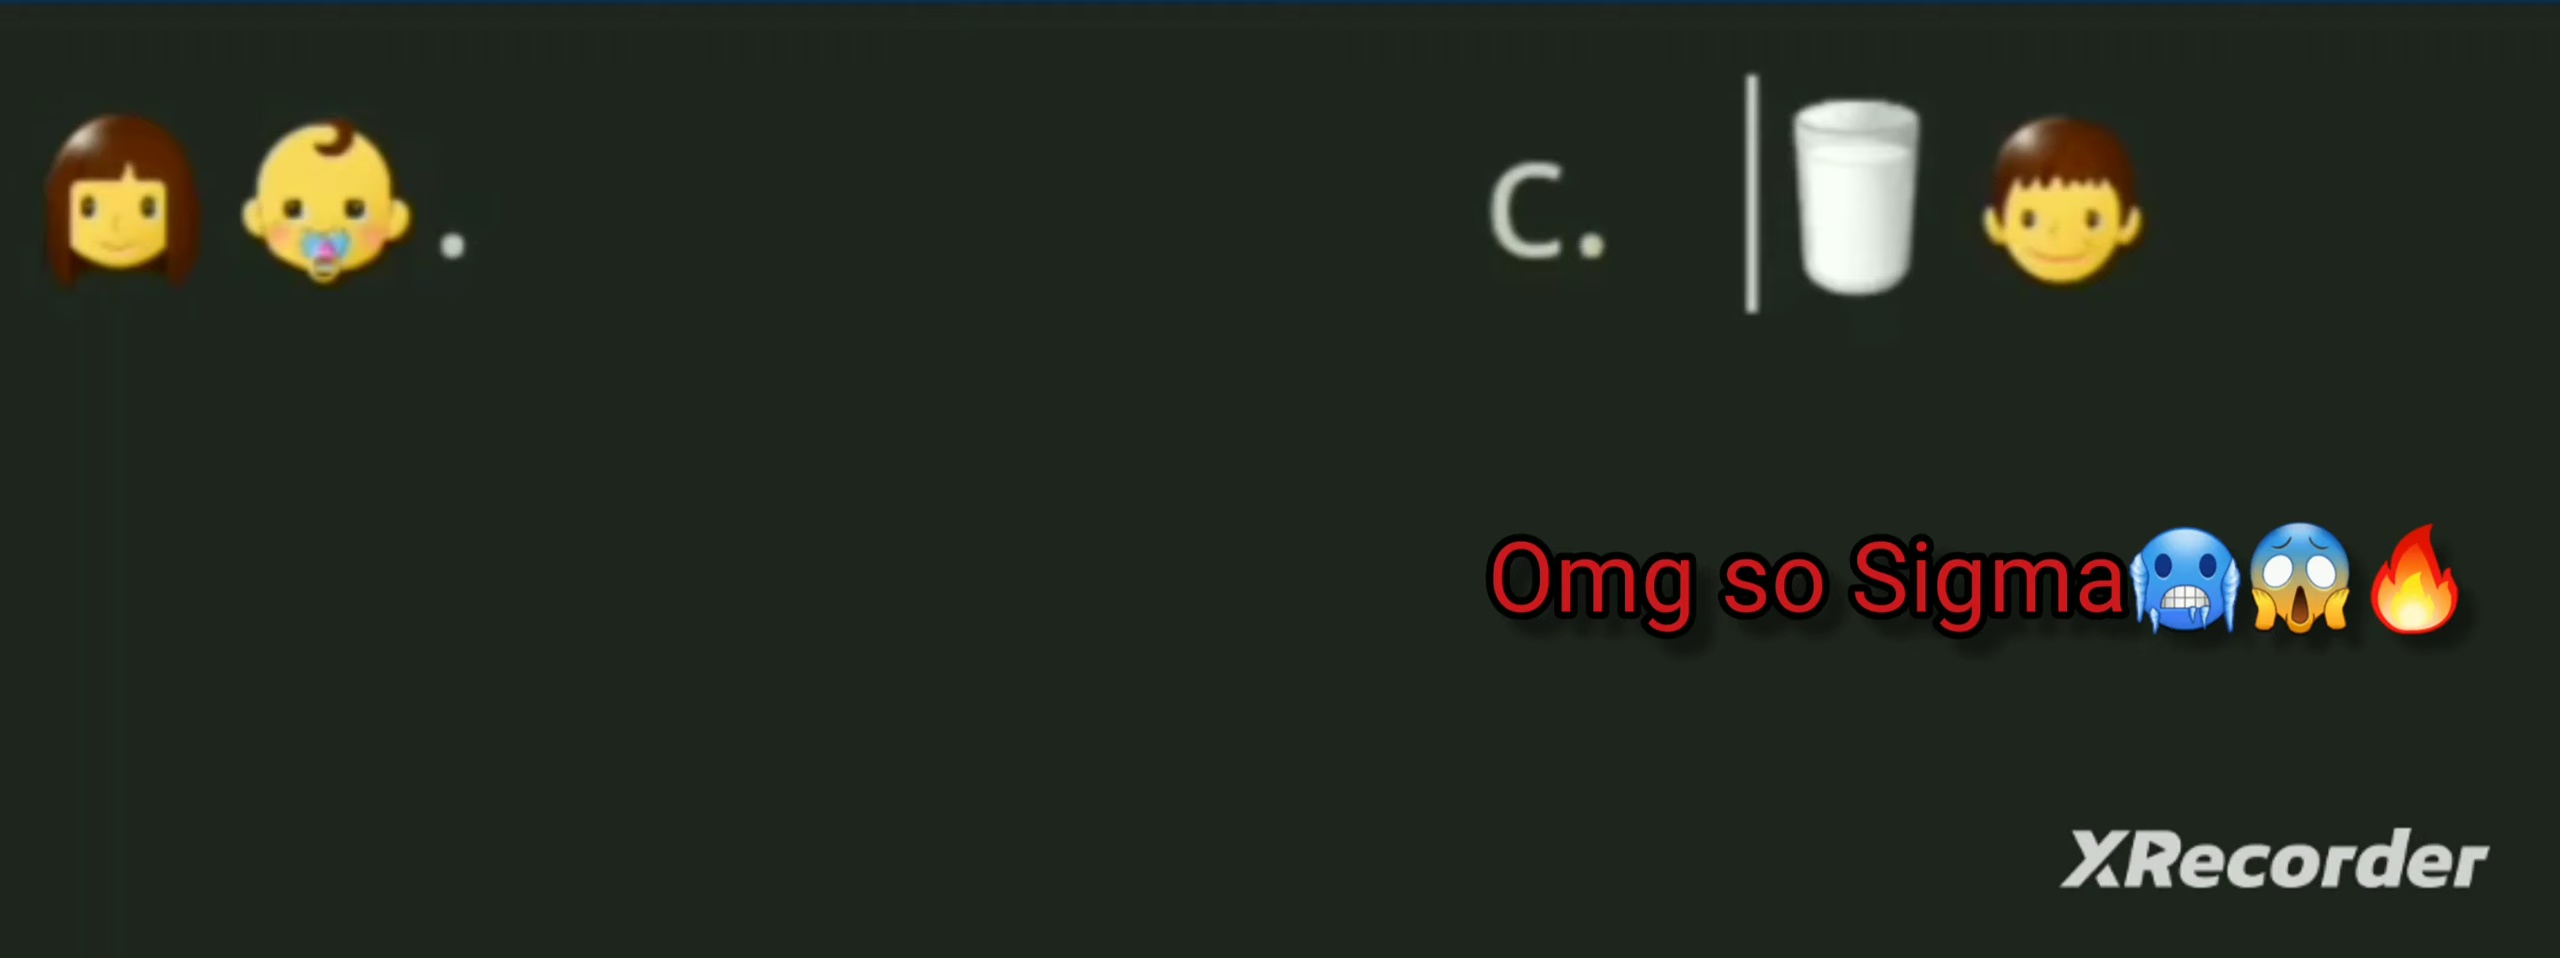 👩👶. c. |🥛👦
Omg so Sigma🥶😱🔥
XRecorder